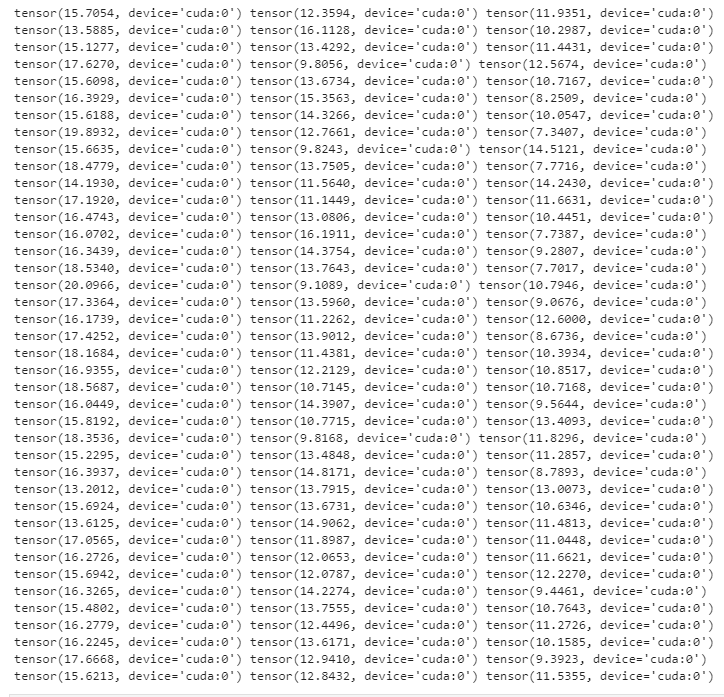 tensor(15.7054, device='cuda:0') tensor(12.3594, device='cuda:0') tensor(11.9351, device='cuda:0')
tensor(13.5885, device='cuda:0') tensor(16.1128, device='cuda:0') tensor(10.2987, device='cuda:0')
tensor(15.1277, device='cuda:0') tensor(13.4292, device='cuda:0') tensor(11.4431, device='cuda:0')
tensor(17.6270, device='cuda:0') tensor(9.8056, device='cuda:0') tensor(12.5674, device='cuda:0')
tensor(15.6098, device='cuda:0') tensor(13.6734, device='cuda:0') tensor(10.7167, device='cuda:0')
tensor(16.3929, device='cuda:0') tensor(15.3563, device='cuda:0') tensor(8.2509, device='cuda:0')
tensor(15.6188, device='cuda:0') tensor(14.3266, device='cuda:0') tensor(10.0547, device='cuda:0')
tensor(19.8932, device='cuda:0') tensor(12.7661, device='cuda:0') tensor(7.3407, device='cuda:0')
tensor(15.6635, device='cuda:0') tensor(9.8243, device='cuda:0') tensor(14.5121, device='cuda:0')
tensor(18.4779, device='cuda:0') tensor(13.7505, device='cuda:0') tensor(7.7716, device='cuda:0')
tensor(14.1930, device='cuda:0') tensor(11.5640, device='cuda:0') tensor(14.2430, device='cuda:0')
tensor(17.1920, device='cuda:0') tensor(11.1449, device='cuda:0') tensor(11.6631, device='cuda:0')
tensor(16.4743, device='cuda:0') tensor(13.0806, device='cuda:0') tensor(10.4451, device='cuda:0')
tensor(16.0702, device='cuda:0') tensor(16.1911, device='cuda:0') tensor(7.7387, device='cuda:0')
tensor(16.3439, device='cuda:0') tensor(14.3754, device='cuda:0') tensor(9.2807, device='cuda:0')
tensor(18.5340, device='cuda:0') tensor(13.7643, device='cuda:0') tensor(7.7017, device='cuda:0')
tensor(20.0966, device='cuda:0') tensor(9.1089, device='cuda:0') tensor(10.7946, device='cuda:0')
tensor(17.3364, device='cuda:0') tensor(13.5960, device='cuda:0') tensor(9.0676, device='cuda:0')
tensor(16.1739, device='cuda:0') tensor(11.2262, device='cuda:0') tensor(12.6000, device='cuda:0')
tensor(17.4252, device='cuda:0') tensor(13.9012, device='cuda:0') tensor(8.6736, device='cuda:0')
tensor(18.1684, device='cuda:0') tensor(11.4381, device='cuda:0') tensor(10.3934, device='cuda:0')
tensor(16.9355, device='cuda:0') tensor(12.2129, device='cuda:0') tensor(10.8517, device='cuda:0')
tensor(18.5687, device='cuda:0') tensor(10.7145, device='cuda:0') tensor(10.7168, device='cuda:0')
tensor(16.0449, device='cuda:0') tensor(14.3907, device='cuda:0') tensor(9.5644, device='cuda:0')
tensor(15.8192, device='cuda:0') tensor(10.7715, device='cuda:0') tensor(13.4093, device='cuda:0')
tensor(18.3536, device='cuda:0') tensor(9.8168, device='cuda:0') tensor(11.8296, device='cuda:0')
tensor(15.2295, device='cuda:0') tensor(13.4848, device='cuda:0') tensor(11.2857, device='cuda:0')
tensor(16.3937, device='cuda:0') tensor(14.8171, device='cuda:0') tensor(8.7893, device='cuda:0')
tensor(13.2012, device='cuda:0') tensor(13.7915, device='cuda:0') tensor(13.0073, device='cuda:0')
tensor(15.6924, device='cuda:0') tensor(13.6731, device='cuda:0') tensor(10.6346, device='cuda:0')
tensor(13.6125, device='cuda:0') tensor(14.9062, device='cuda:0') tensor(11.4813, device='cuda:0')
tensor(17.0565, device='cuda:0') tensor(11.8987, device='cuda:0') tensor(11.0448, device='cuda:0')
tensor(16.2726, device='cuda:0') tensor(12.0653, device='cuda:0') tensor(11.6621, device='cuda:0')
tensor(15.6942, device='cuda:0') tensor(12.0787, device='cuda:0') tensor(12.2270, device='cuda:0')
tensor(16.3265, device='cuda:0') tensor(14.2274, device='cuda:0') tensor(9.4461, device='cuda:0')
tensor(15.4802, device='cuda:0') tensor(13.7555, device='cuda:0') tensor(10.7643, device='cuda:0')
tensor(16.2779, device='cuda:0') tensor(12.4496, device='cuda:0') tensor(11.2726, device='cuda:0')
tensor(16.2245, device='cuda:0') tensor(13.6171, device='cuda:0') tensor(10.1585, device='cuda:0')
tensor(17.6668, device='cuda:0') tensor(12.9410, device='cuda:0') tensor(9.3923, device='cuda:0')
tensor(15.6213, device='cuda:0') tensor(12.8432, device='cuda:0') tensor(11.5355, device='cuda:0')